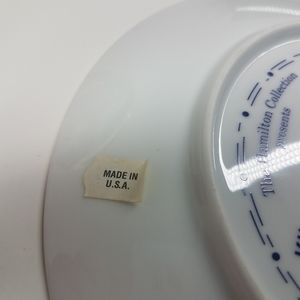 MADE IN
U.S.A.
The Hamilton Collection
Presents